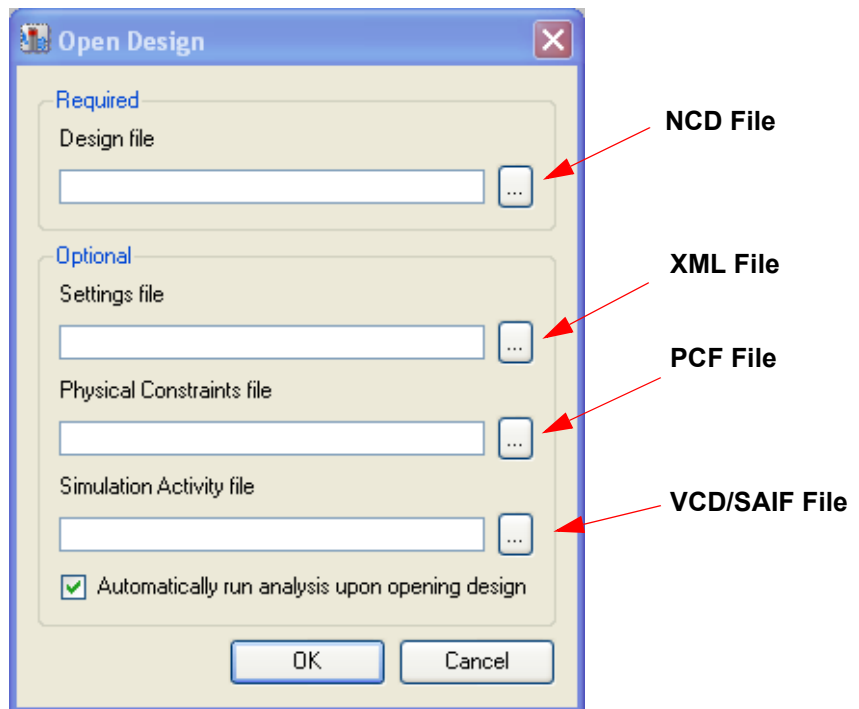 Open Design
Required
Design file
...
NCD File
Optional
Settings file
...
XML File
Physical Constraints file
...
PCF File
Simulation Activity file
...
VCD/SAIF File
Automatically run analysis upon opening design
OK
Cancel